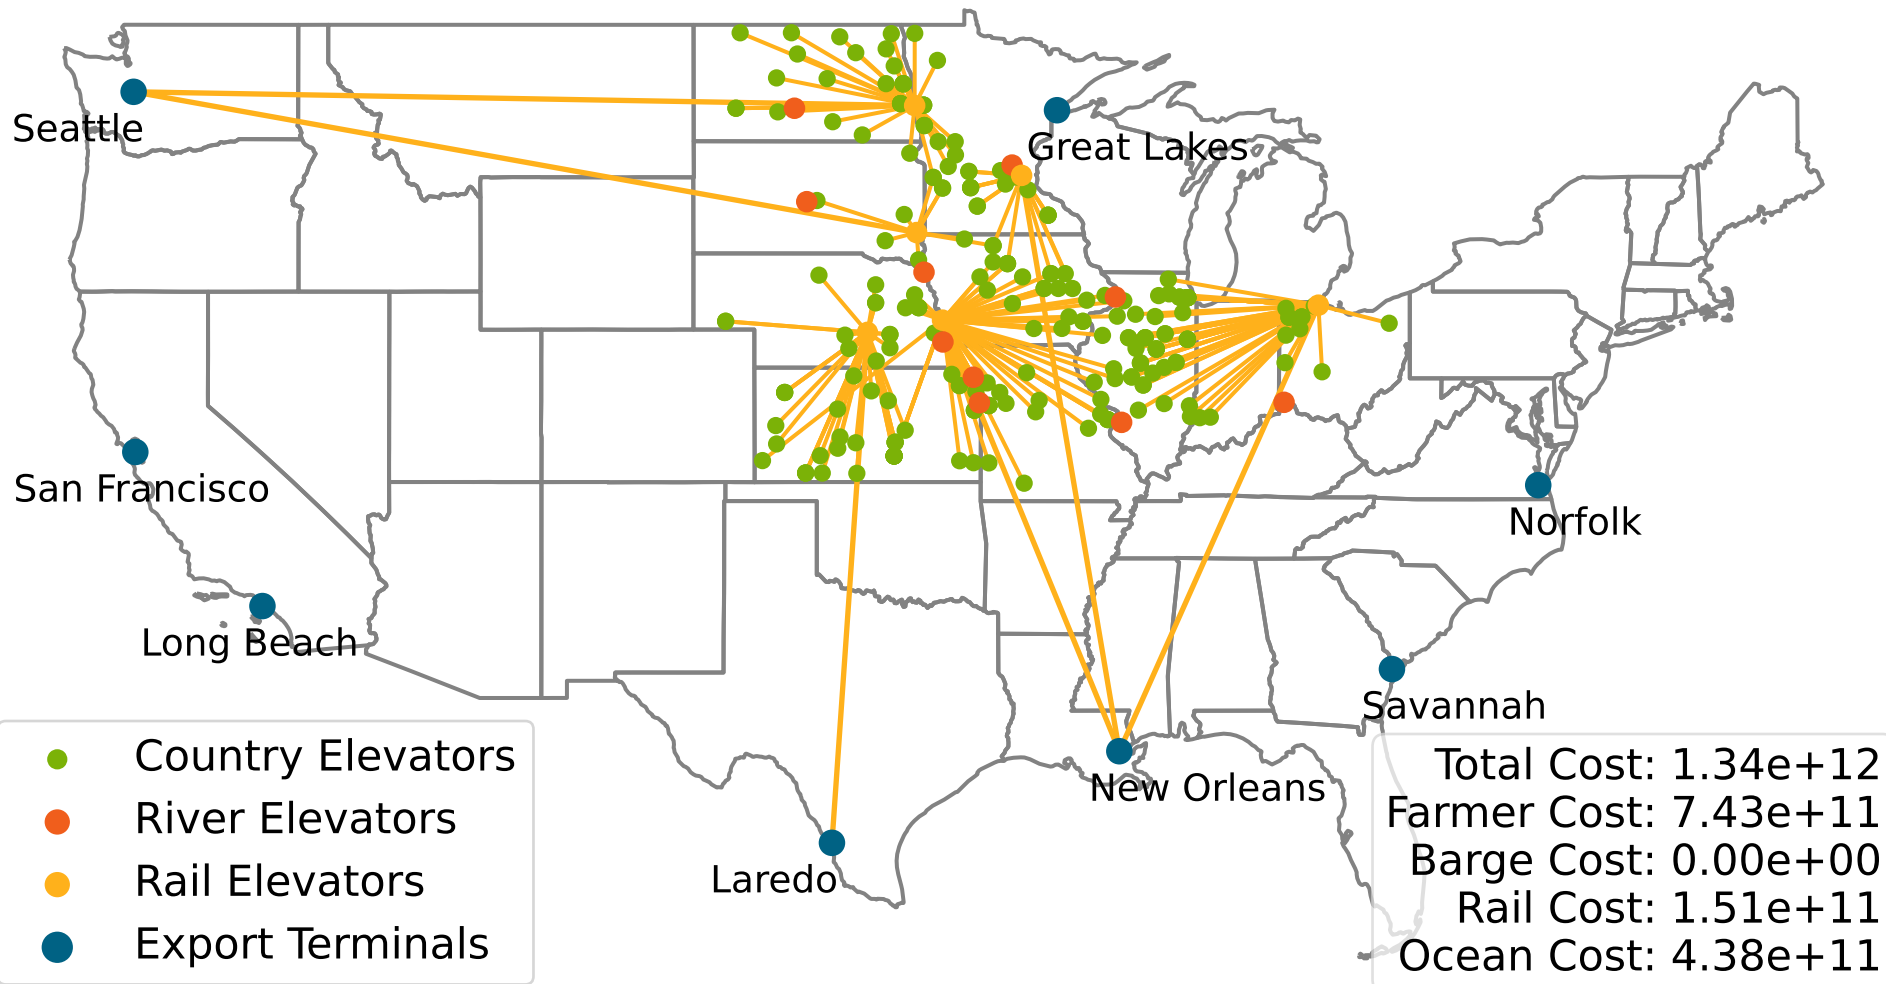 Seattle
Great Lakes
San Francisco
Norfolk
Long Beach
Savannah
New Orleans
Laredo
Country Elevators
River Elevators
Rail Elevators
Export Terminals
Total Cost: 1.34e+12
Farmer Cost: 7.43e+11
Barge Cost: 0.00e+00
Rail Cost: 1.51e+11
Ocean Cost: 4.38e+11